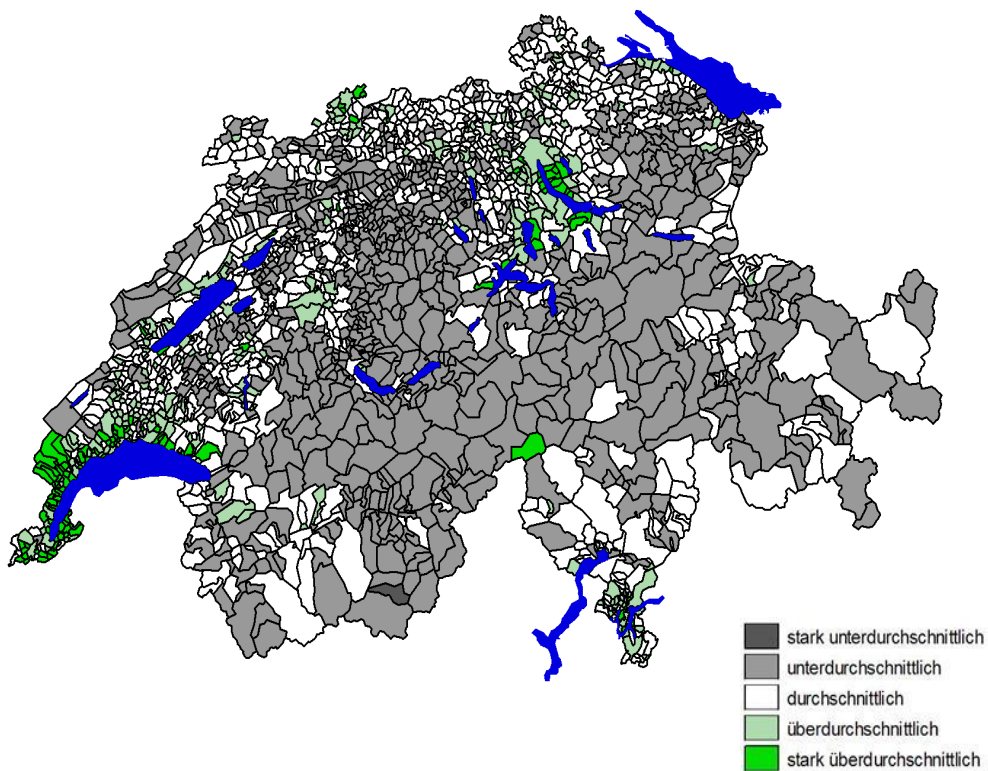 stark unterdurchschnittlich
unterdurchschnittlich
durchschnittlich
überdurchschnittlich
stark überdurchschnittlich